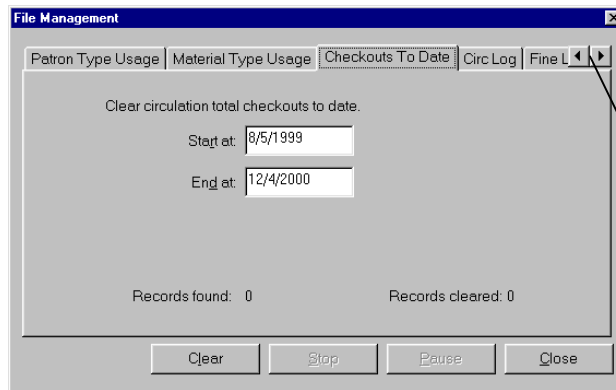 File Management
Patron Type Usage Material Type Usage Checkouts To Date Circ Log Fine L
Clear circulation total checkouts to date.
Start at: 8/5/1999
End at: 12/4/2000
Records found: 0 Records cleared: 0
Clear Stop Pause Close